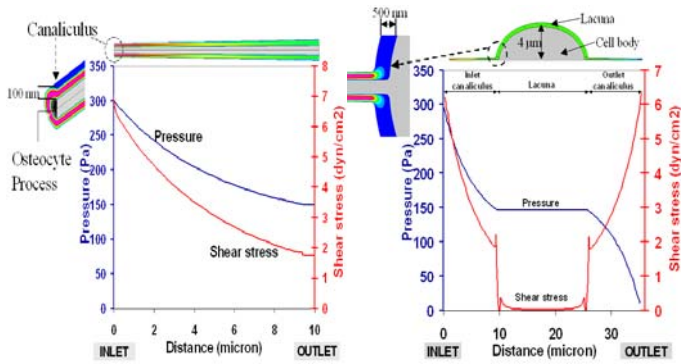 Canaliculus
100 nm
Osteocyte
Process
350
300
250
200
150
100
50
0
Pressure (Pa)
Pressure
Shear stress
8
7
6
5
4
3
2
1
0
Shear stress (dyn/cm2)
0
2
4
6
8
10
INLET
Distance (micron)
OUTLET
500 nm
Lacuna
4 µm
Cell body
350
300
250
200
150
100
50
0
Pressure (Pa)
Inlet
canaliculus
Lacuna
Outlet
canaliculus
Pressure
Shear stress
6
5
4
3
2
1
0
Shear stress (dyn/cm2)
0
10
20
30
INLET
Distance (micron)
OUTLET